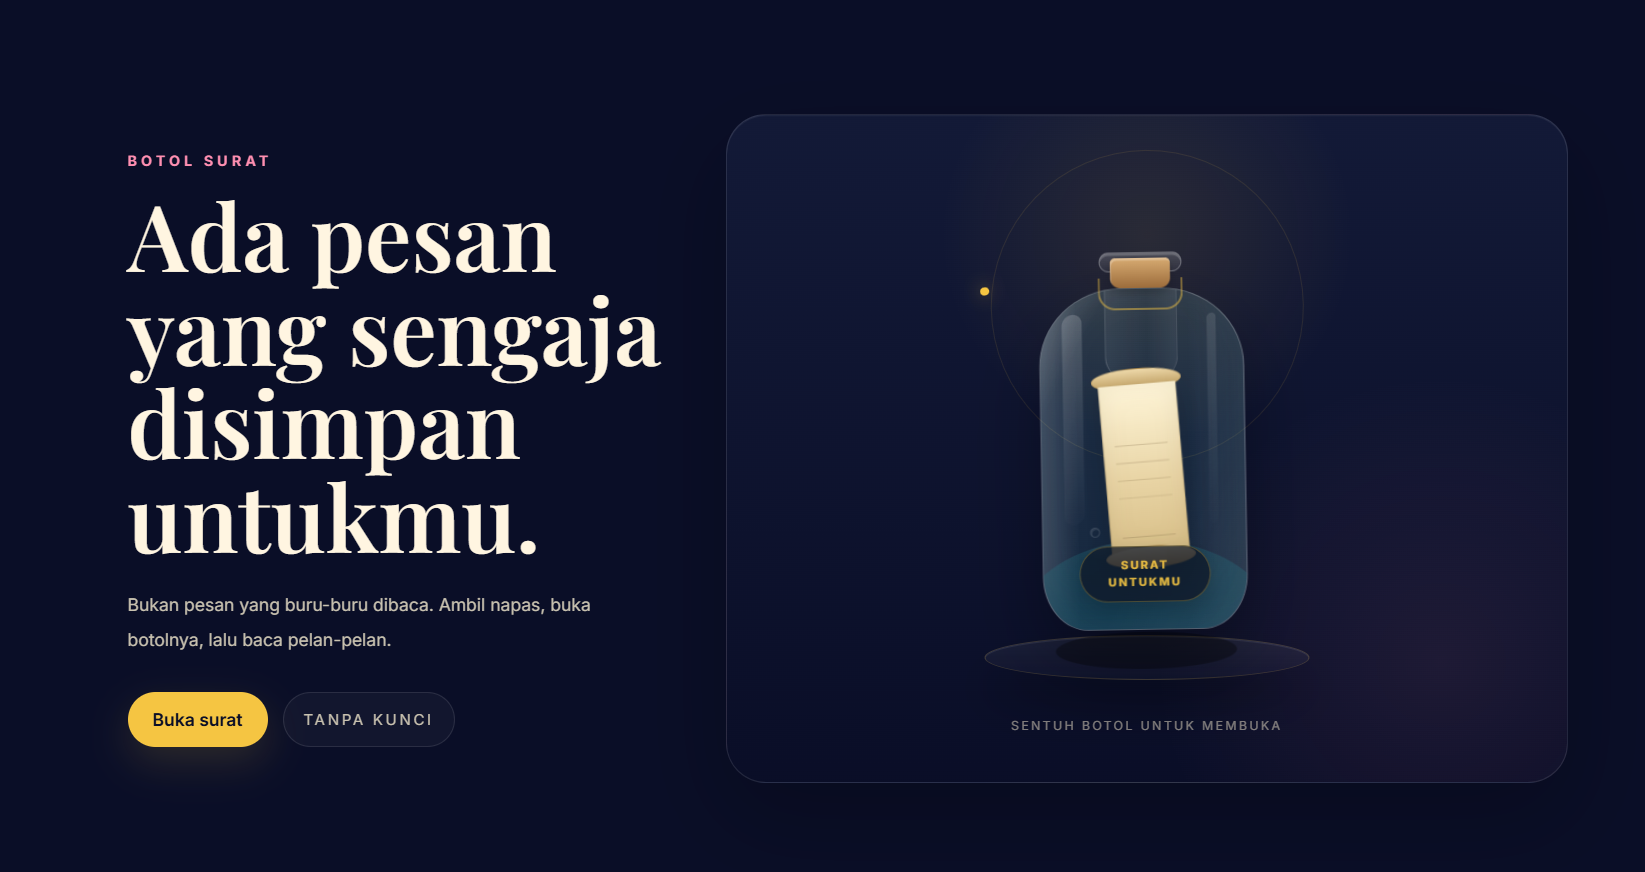 BOTOL SURAT
Ada pesan
yang sengaja
disimpan
untukmu.
Bukan pesan yang buru-buru dibaca. Ambil napas, buka
botolnya, lalu baca pelan-pelan.
Buka surat
TANPA KUNCI
SURAT
UNTUKMU
SENTUH BOTOL UNTUK MEMBUKA